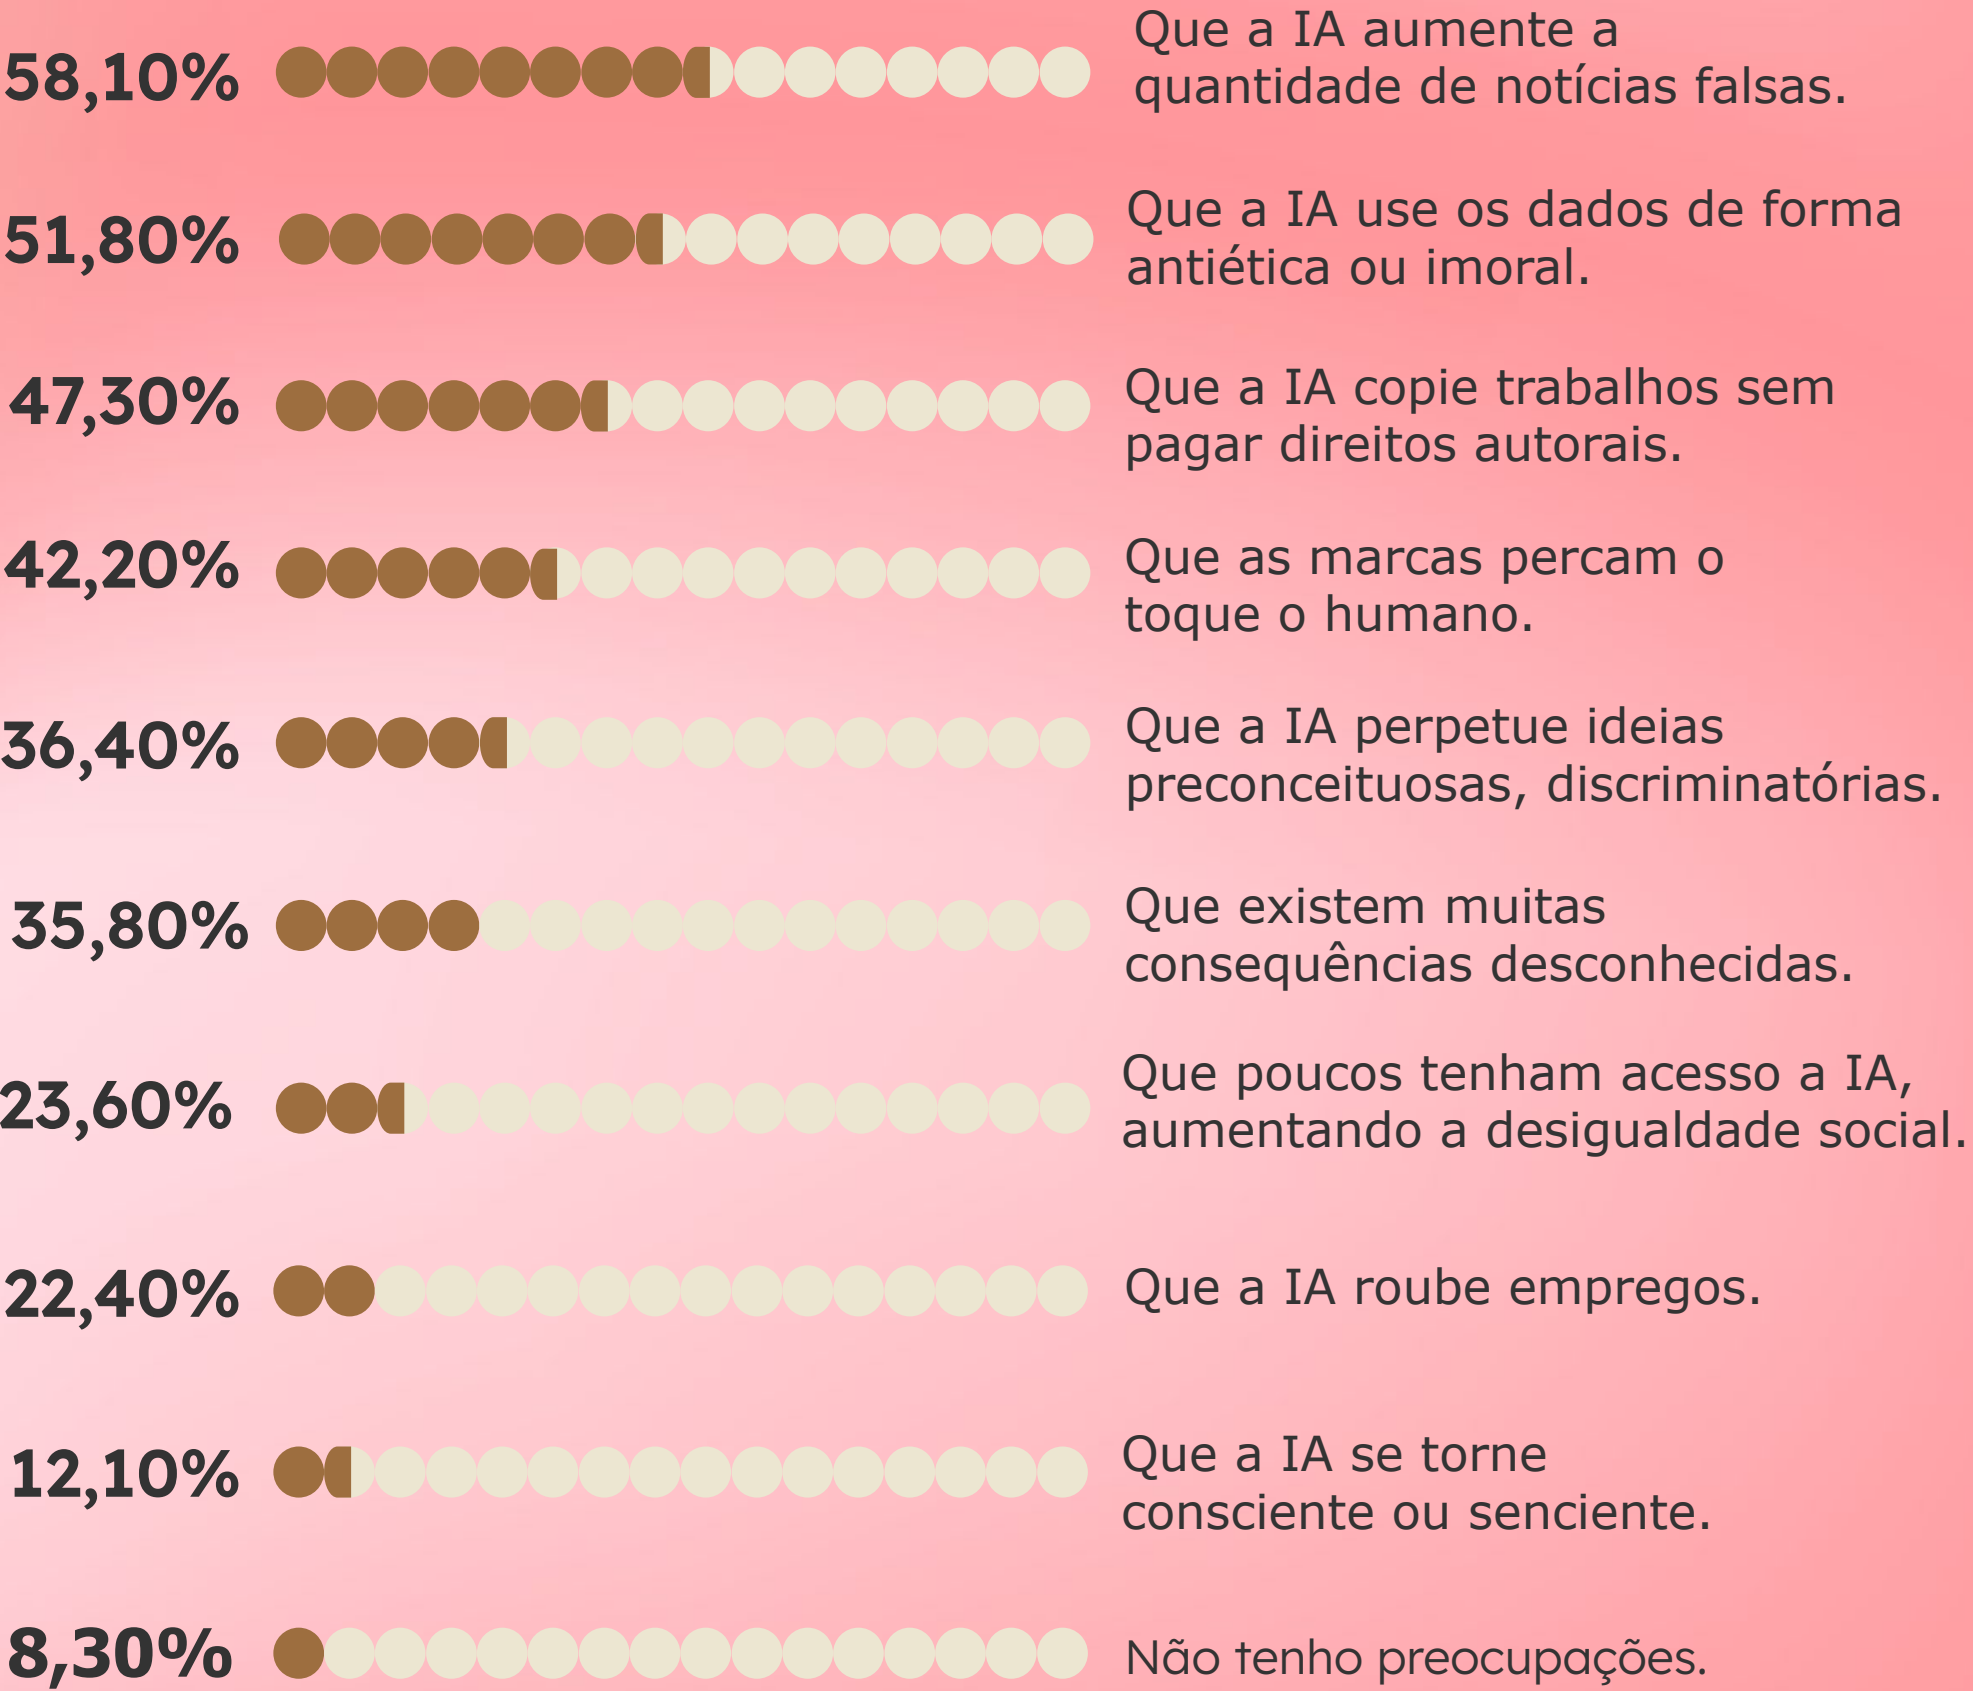 58,10%
Que a IA aumente a
quantidade de notícias falsas.
51,80%
Que a IA use os dados de forma
antiética ou imoral.
47,30%
Que a IA copie trabalhos sem
pagar direitos autorais.
42,20%
Que as marcas percam o
toque o humano.
36,40%
Que a IA perpetue ideias
preconceituosas, discriminatórias.
35,80%
Que existem muitas
consequências desconhecidas.
23,60%
Que poucos tenham acesso a IA,
aumentando a desigualdade social.
22,40%
Que a IA roube empregos.
12,10%
Que a IA se torne
consciente ou senciente.
8,30%
Não tenho preocupações.